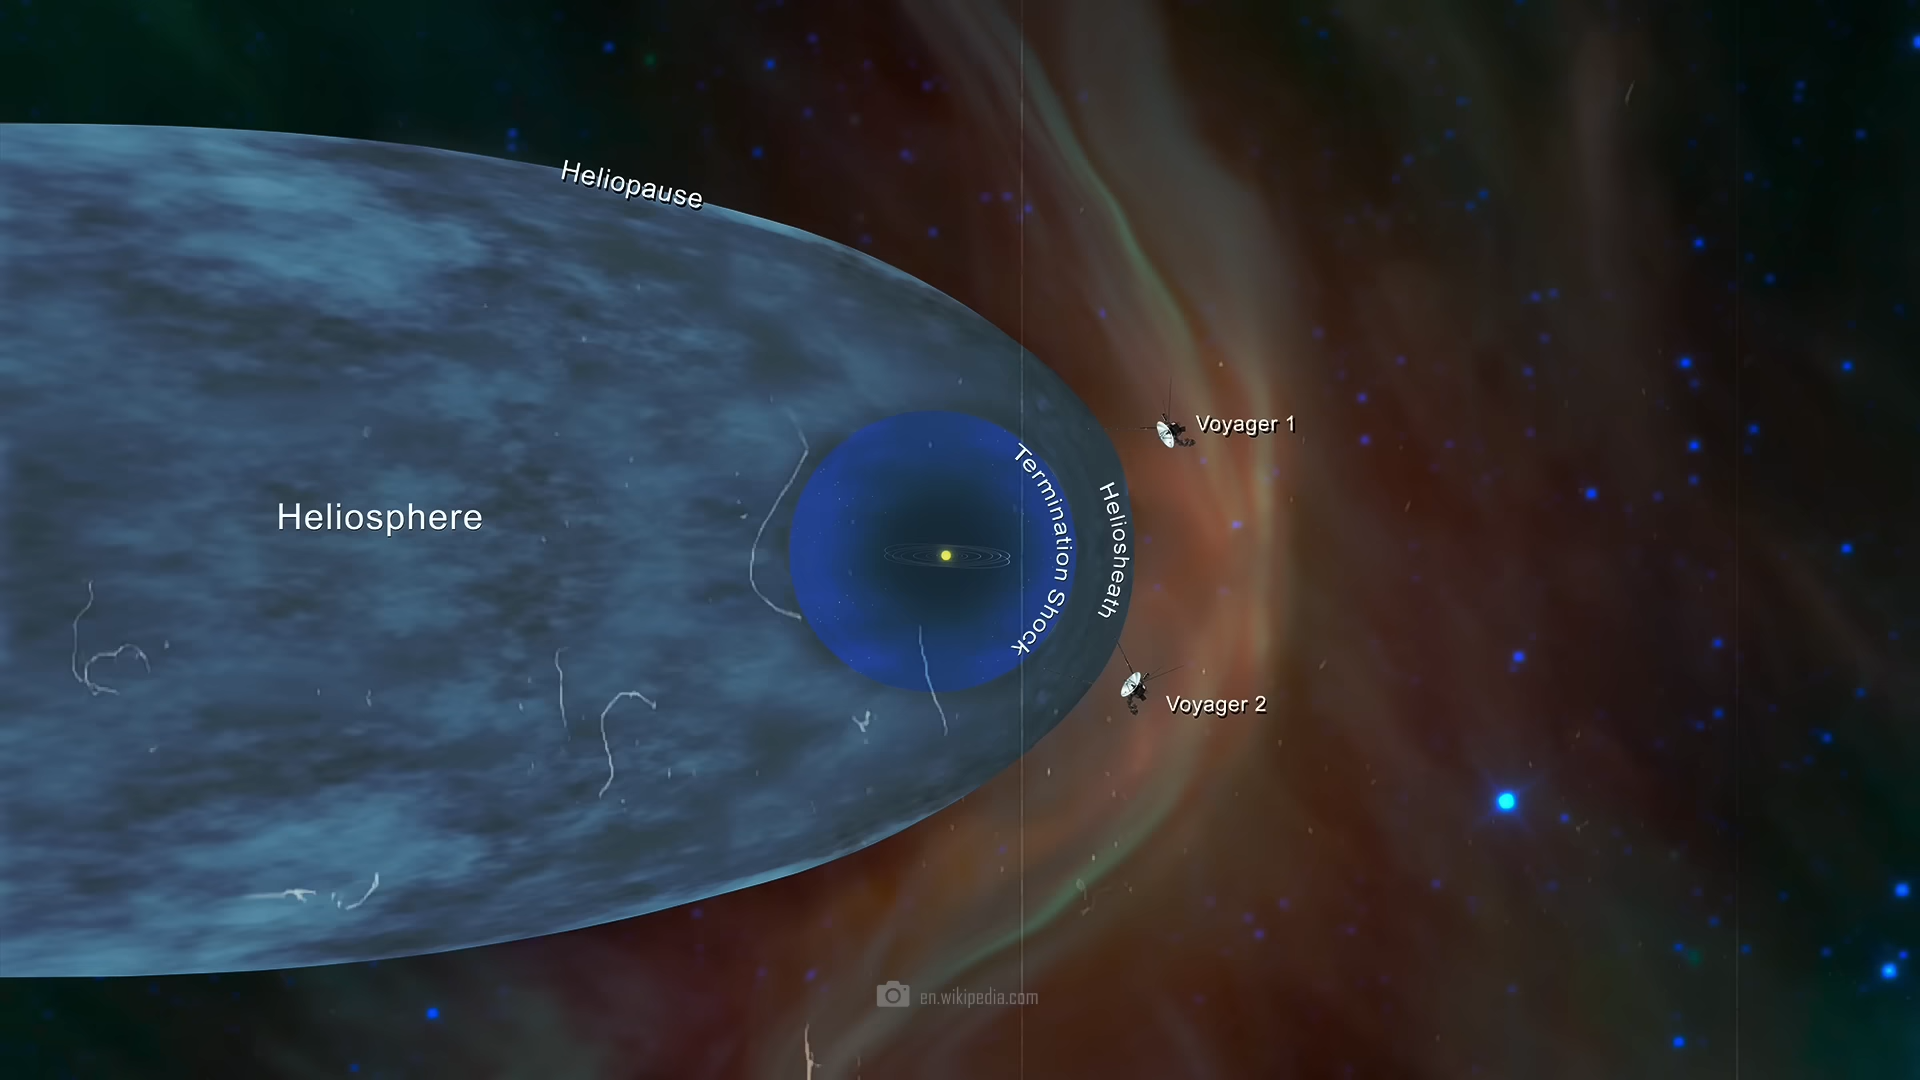 Heliopause
Voyager 1
Termination Shock
Heliosheath
Heliosphere
Voyager 2
en.wikipedia.com